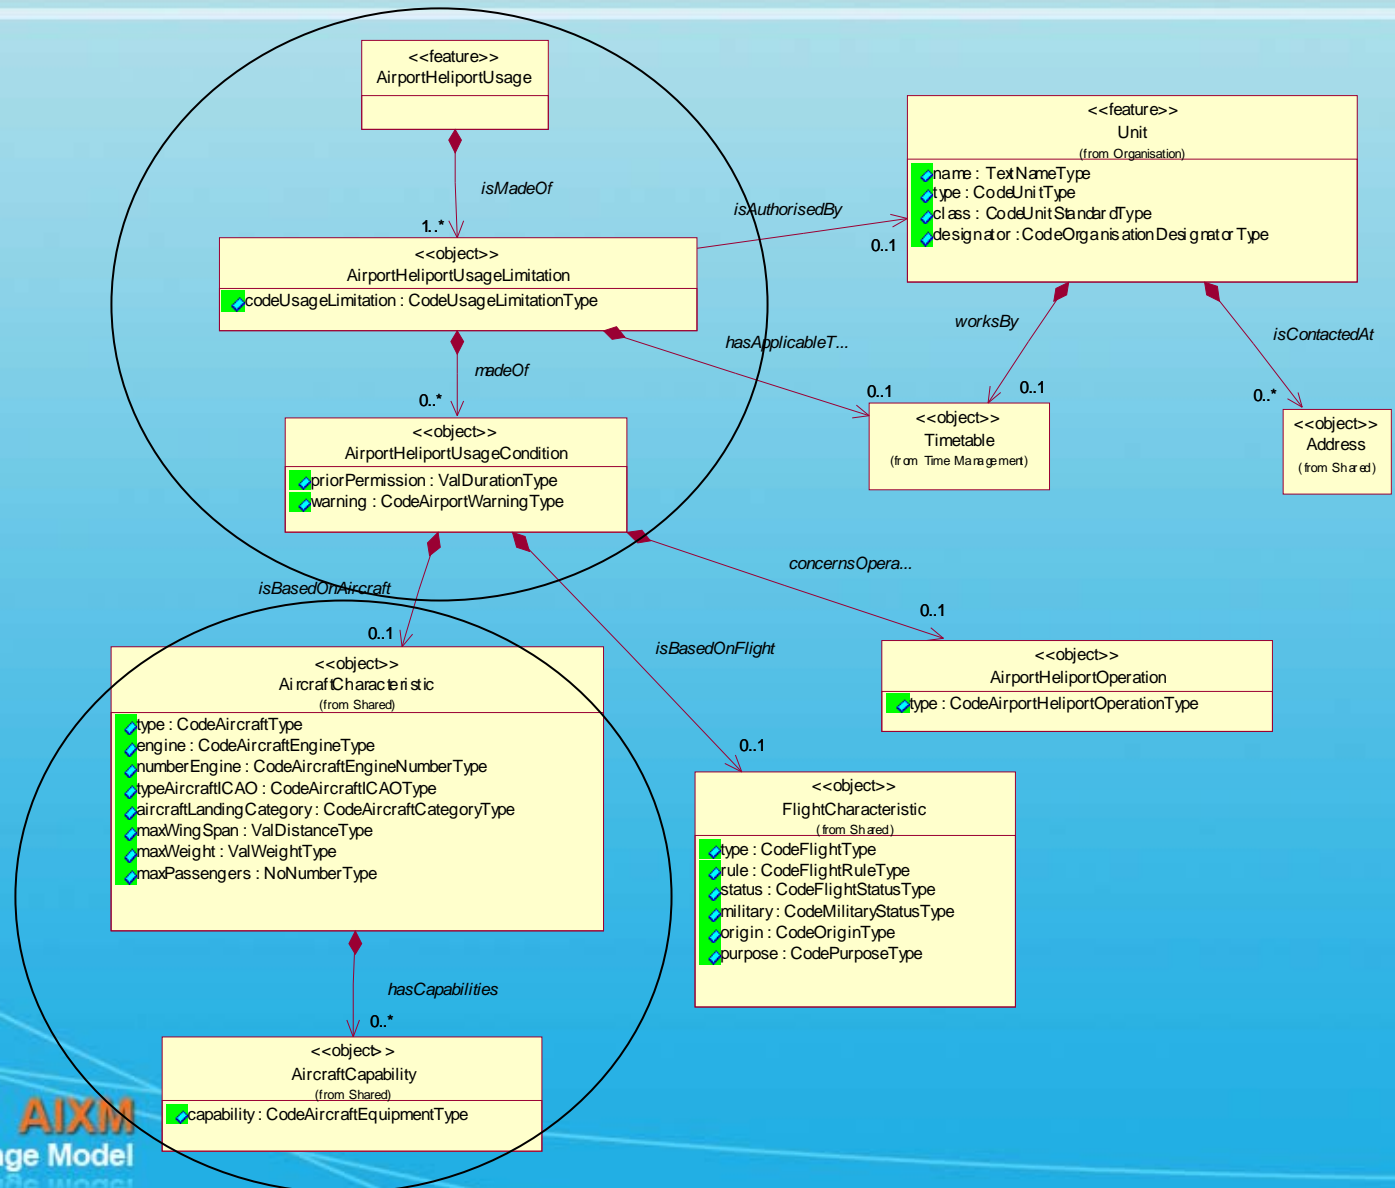 <<feature>>
AirportHeliportUsage
isMadeOf
1..*
<<object>>
AirportHeliportUsageLimitation
codeUsageLimitation : CodeUsageLimitationType
isAuthorisedBy
0..1
<<feature>>
Unit
(from Organisation)
name : TextNameType
type : CodeUnitType
class : CodeUnitStandardType
designator : CodeOrganisationDesignatorType
madeOf
0..*
hasApplicableT...
0..1
worksBy
0..1
isContactedAt
0..*
<<object>>
Timetable
(from Time Management)
<<object>>
Address
(from Shared)
<<object>>
AirportHeliportUsageCondition
priorPermission : ValDurationType
warning : CodeAirportWarningType
isBasedOnAircraft
0..1
isBasedOnFlight
0..1
concernsOpera...
0..1
<<object>>
AirportHeliportOperation
type : CodeAirportHeliportOperationType
<<object>>
AircraftCharacteristic
(from Shared)
type : CodeAircraftType
engine : CodeAircraftEngineType
numberEngine : CodeAircraftEngineNumberType
typeAircraftICAO : CodeAircraftICAOType
aircraftLandingCategory : CodeAircraftCategoryType
maxWingSpan : ValDistanceType
maxWeight : ValWeightType
maxPassengers : NoNumberType
<<object>>
FlightCharacteristic
(from Shared)
type : CodeFlightType
rule : CodeFlightRuleType
status : CodeFlightStatusType
military : CodeMilitaryStatusType
origin : CodeOriginType
purpose : CodePurposeType
hasCapabilities
0..*
<<object>>
AircraftCapability
(from Shared)
capability : CodeAircraftEquipmentType
AIXM
nge Model